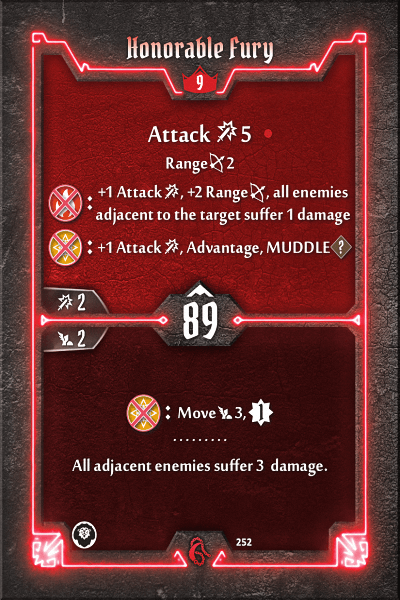 Honorable Fury
9
Attack 5
Range 2
: +1 Attack, +2 Range, all enemies
adjacent to the target suffer 1 damage
: +1 Attack, Advantage, MUDDLE ?
2
89
2
: Move 3, 1
All adjacent enemies suffer 3 damage.
252